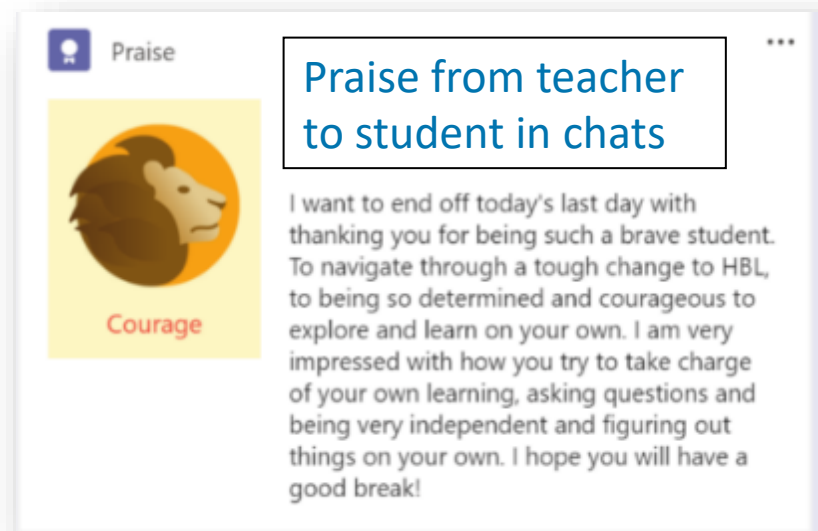 Praise
Praise from teacher
to student in chats
Courage
I want to end off today's last day with
thanking you for being such a brave student.
To navigate through a tough change to HBL,
to being so determined and courageous to
explore and learn on your own. I am very
impressed with how you try to take charge
of your own learning, asking questions and
being very independent and figuring out
things on your own. I hope you will have a
good break!